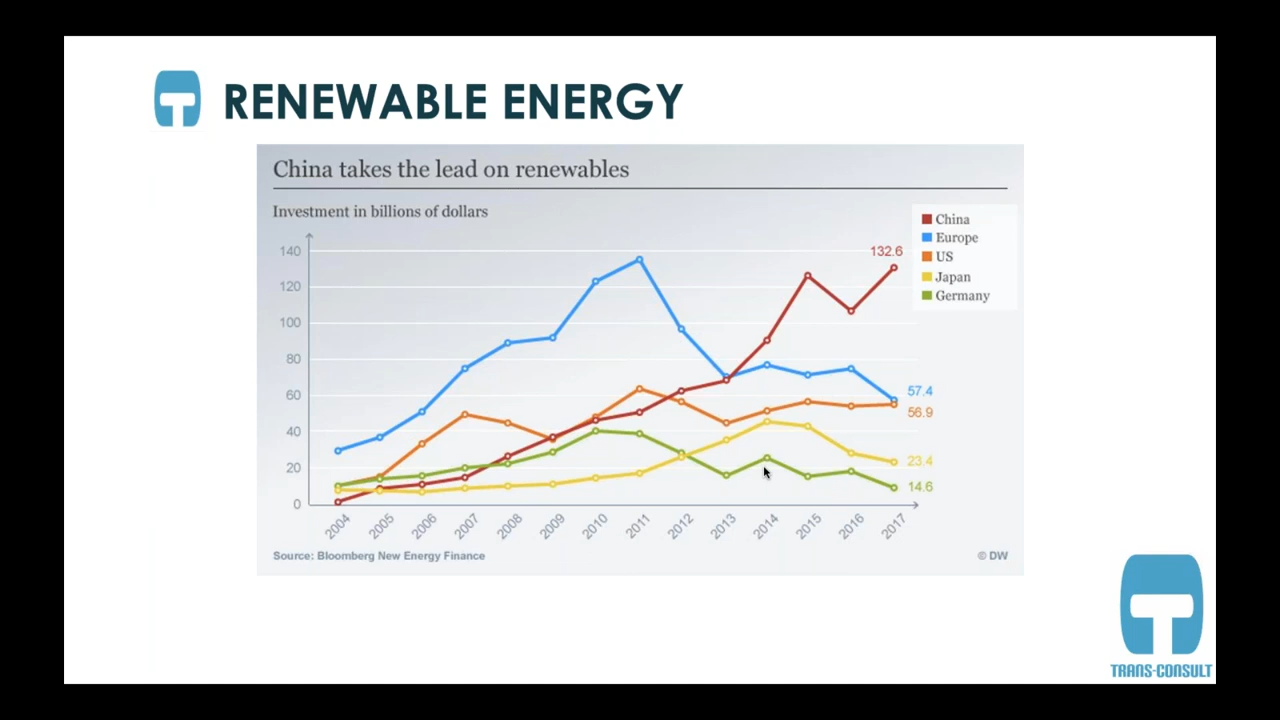 RENEWABLE ENERGY
China takes the lead on renewables
Investment in billions of dollars
China
Europe
US
Japan
Germany
140
120
100
80
60
40
20
0
132.6
57.4
56.9
23.4
14.6
2004 2005 2006 2007 2008 2009 2010 2011 2012 2013 2014 2015 2016 2017
Source: Bloomberg New Energy Finance
© DW
TRANS-CONSULT